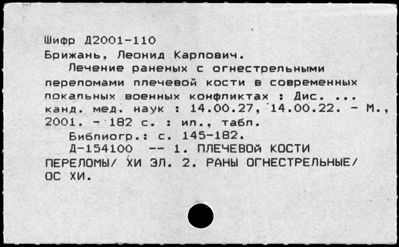 Шифр Д2001-110
Брижань, Леонид Карлович.
Лечение раненых с огнестрельными
переломами плечевой кости в современных
локальных военных конфликтах : Дис. ...
канд. мед. наук : 14.00.27, 14.00.22. - М.,
2001. - 182 с. : ил., табл.
Библиогр.: с. 145-182.
Д-154100 -- 1. ПЛЕЧЕВОЙ КОСТИ
ПЕРЕЛОМЫ/ ХИ ЭЛ. 2. РАНЫ ОГНЕСТРЕЛЬНЫЕ/
ОС ХИ.